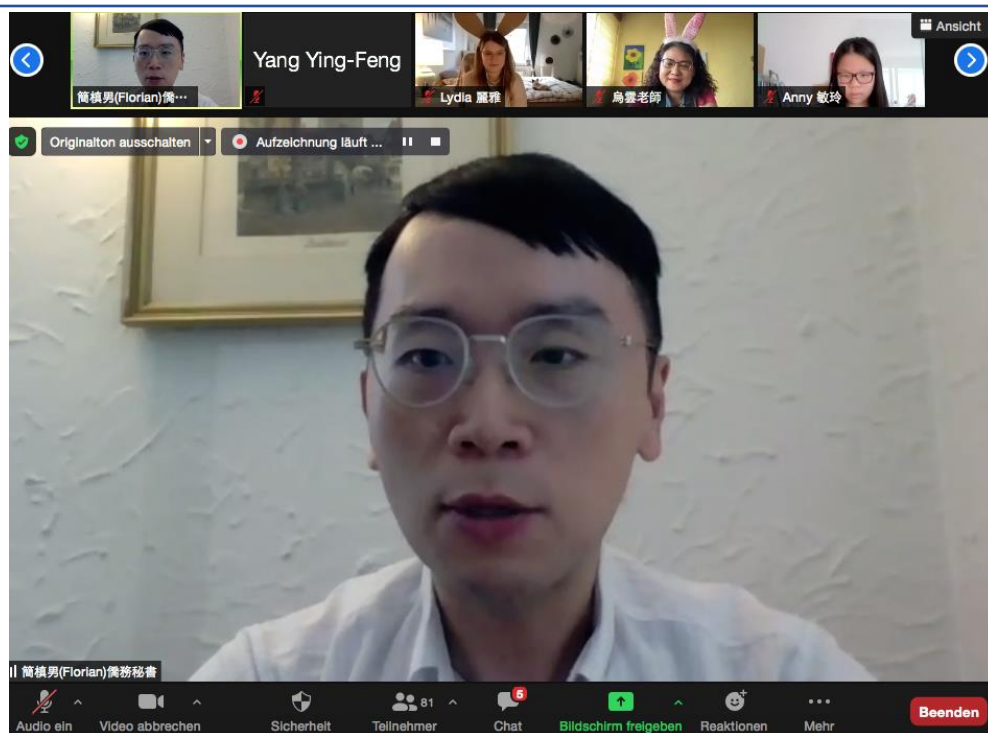 Ansicht
簡槙男(Florian)僑…
Yang Ying-Feng
Lydia 麗雅
烏雲老師
Anny 敏玲
Originalton ausschalten
Aufzeichnung läuft ...
簡槙男(Florian)僑務秘書
Audio ein
Video abbrechen
Sicherheit
81
Teilnehmer
5
Chat
Bildschirm freigeben
Reaktionen
Mehr
Beenden